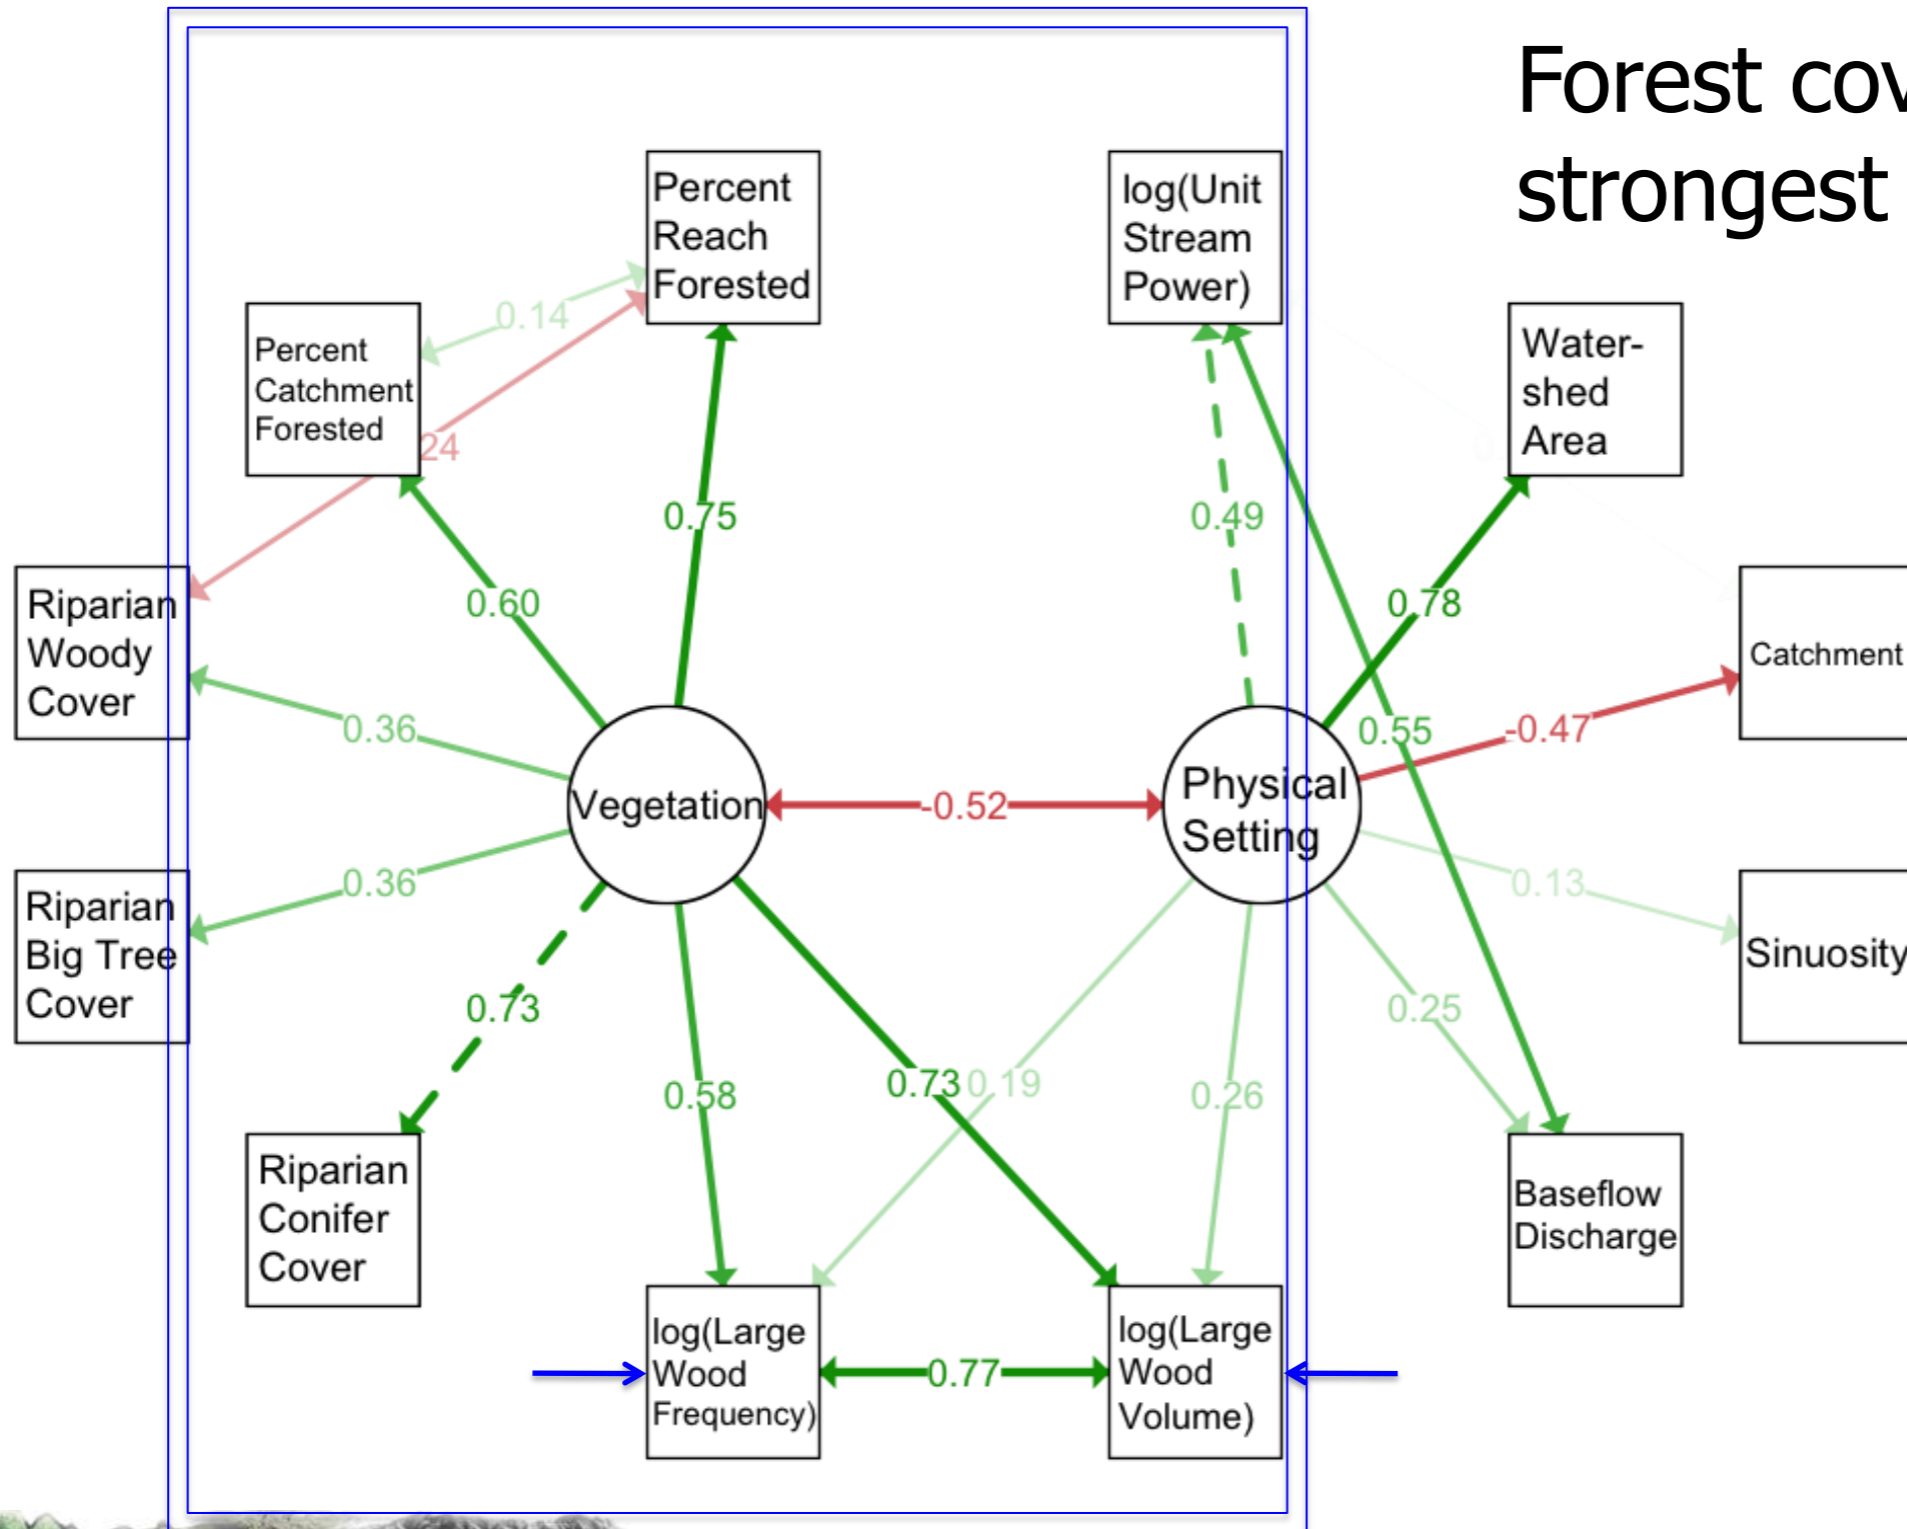 Forest cov
strongest
Percent
Reach
Forested
log(Unit
Stream
Power)
Percent
Catchment
Forested
Water-
shed
Area
0.14
24
0.75
0.49
0.60
0.78
Riparian
Woody
Cover
Catchment
0.36
0.55
-0.47
Vegetation
-0.52
Physical
Setting
Riparian
Big Tree
Cover
0.36
0.13
Sinuosity
0.73
0.58
0.73
0.19
0.26
0.25
Riparian
Conifer
Cover
Baseflow
Discharge
log(Large
Wood
Frequency)
0.77
log(Large
Wood
Volume)